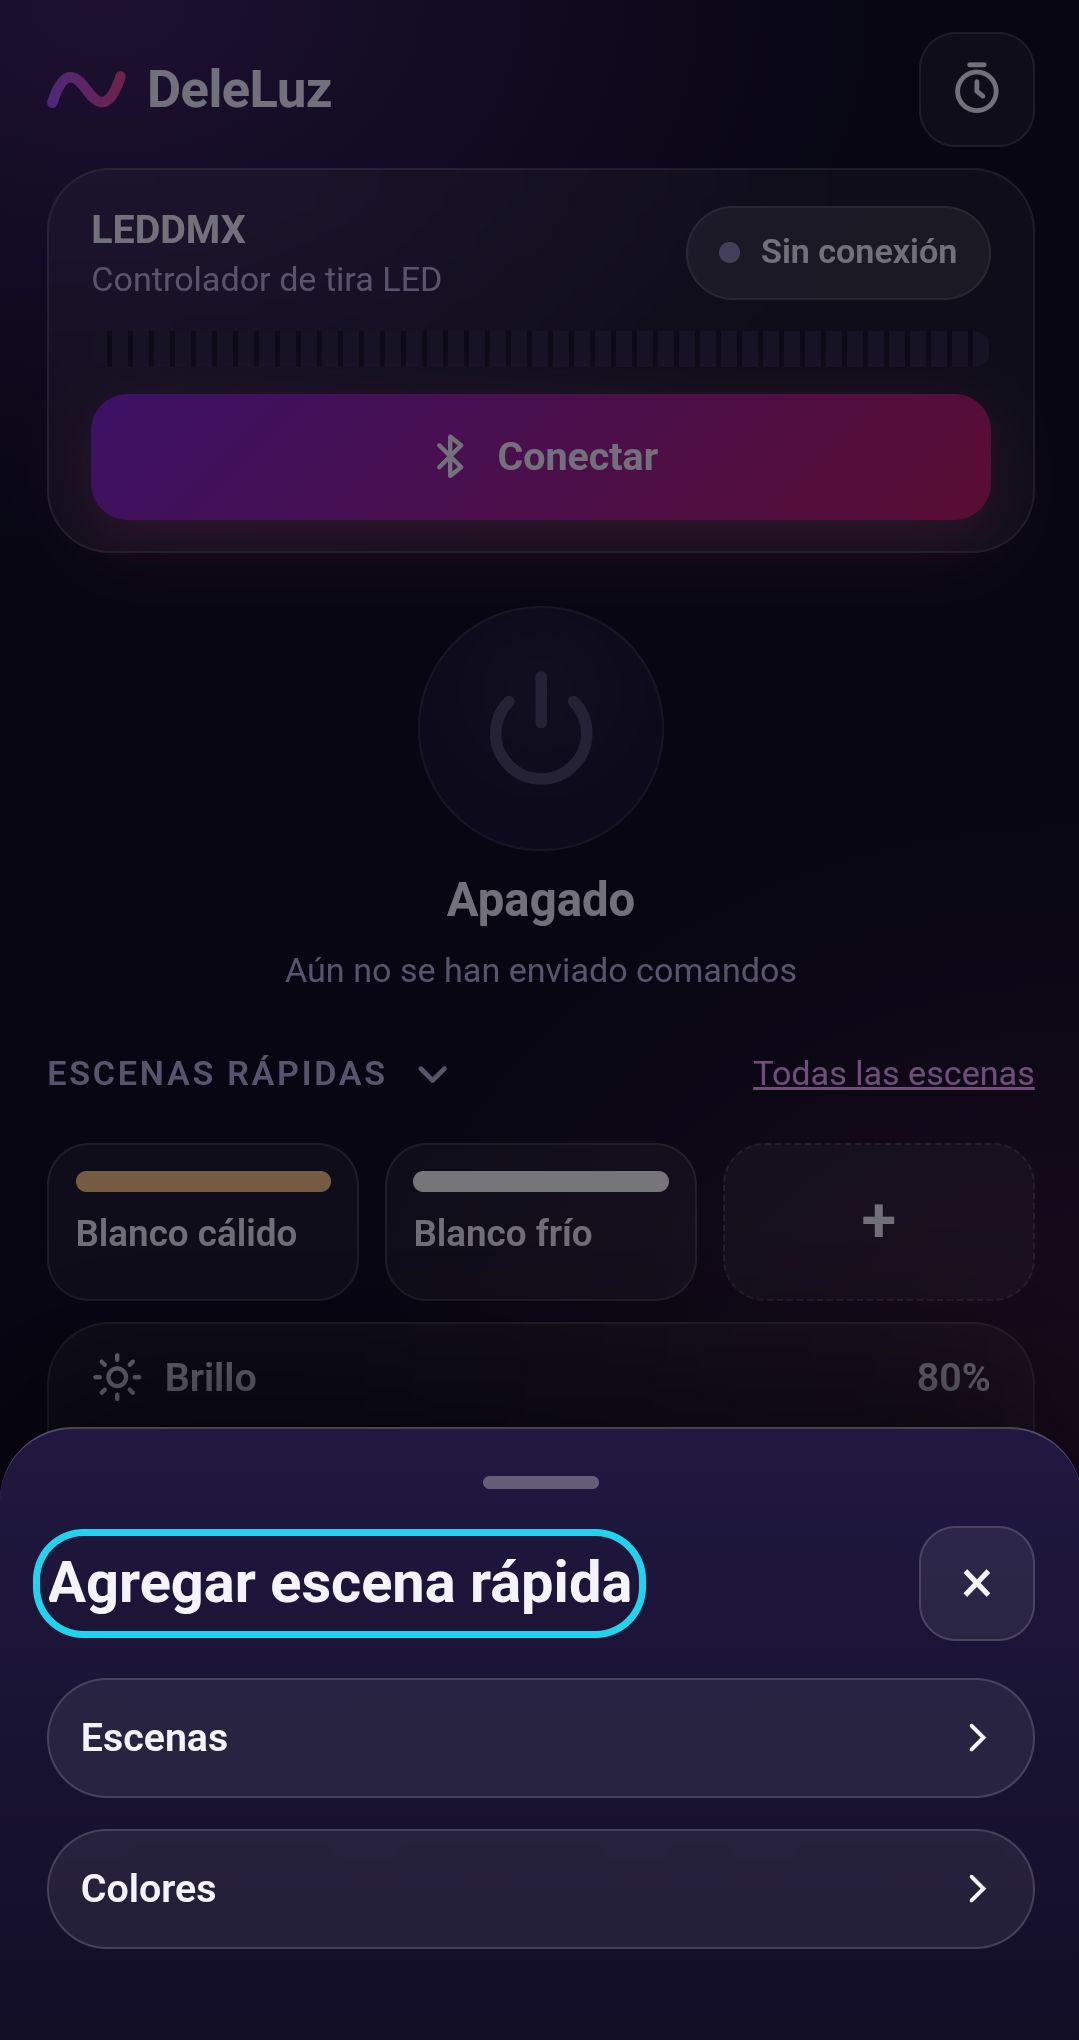 DeleLuz
LEDDMX
Controlador de tira LED
Sin conexión
Conectar
Apagado
Aún no se han enviado comandos
ESCENAS RÁPIDAS
Todas las escenas
Blanco cálido
Blanco frío
+
Brillo
80%
Agregar escena rápida
Escenas
Colores